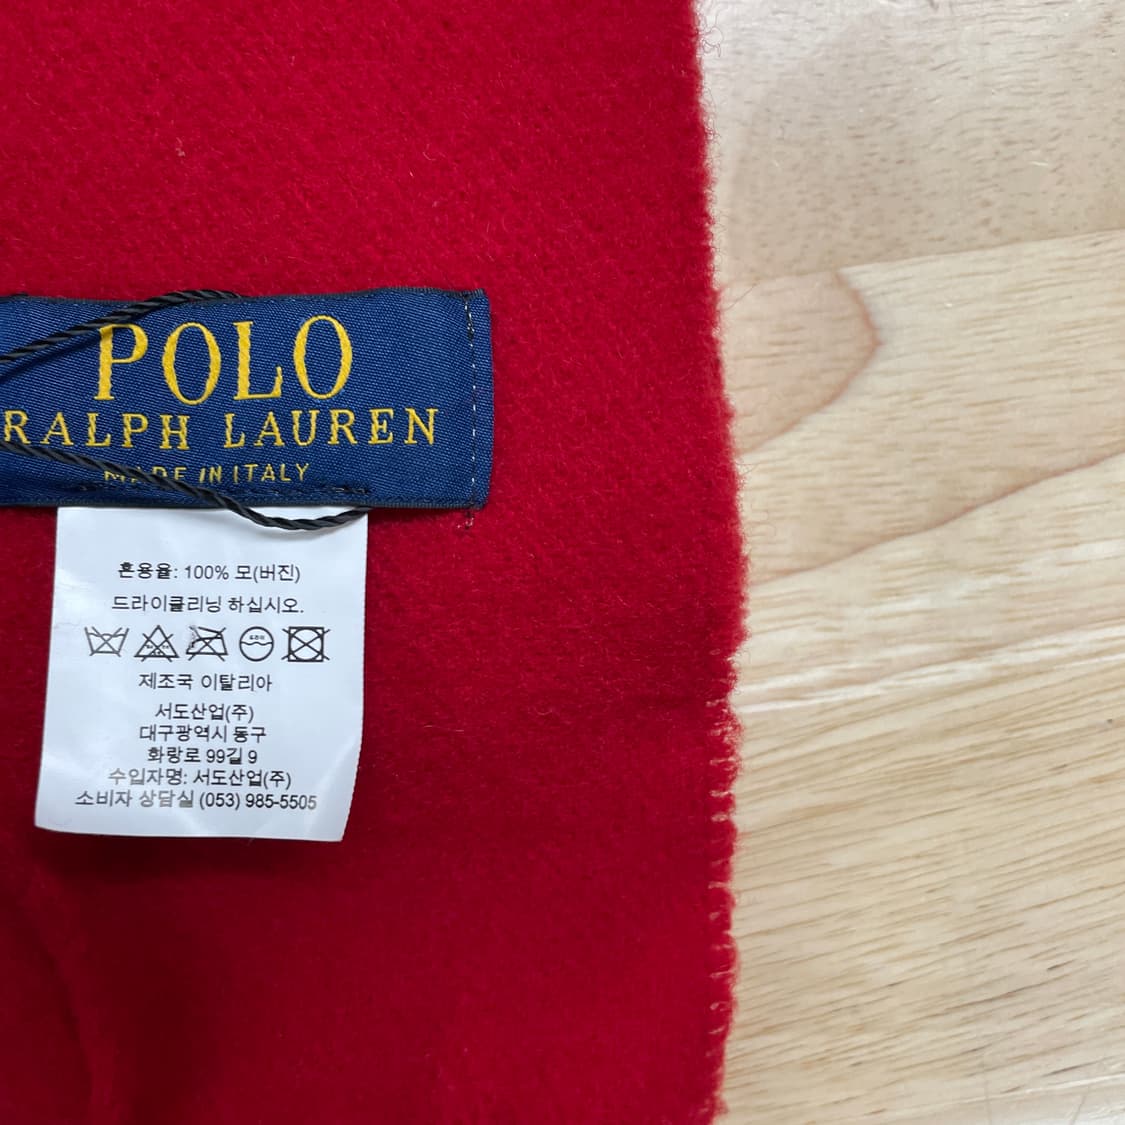 POLO
RALPH LAUREN
MADE IN ITALY
혼용율: 100% 모(버진)
드라이클리닝 하십시오.
제조국 이탈리아
서도산업(주)
대구광역시 동구
화랑로 99길 9
수입자명: 서도산업(주)
소비자 상담실 (053) 985-5505